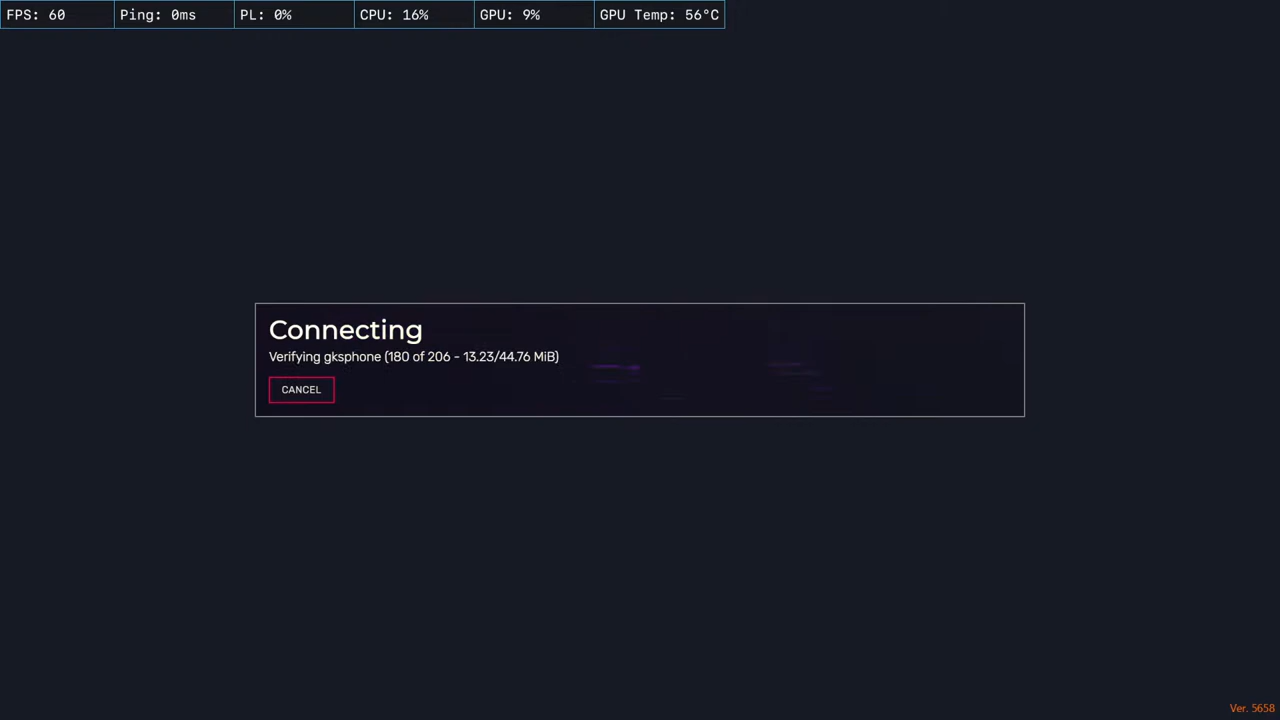 FPS: 60 Ping: 0ms PL: 0% CPU: 16% GPU: 9% GPU Temp: 56°C
Connecting
Verifying gksphone (180 of 206 - 13.23/44.76 MiB)
CANCEL
Ver. 5658